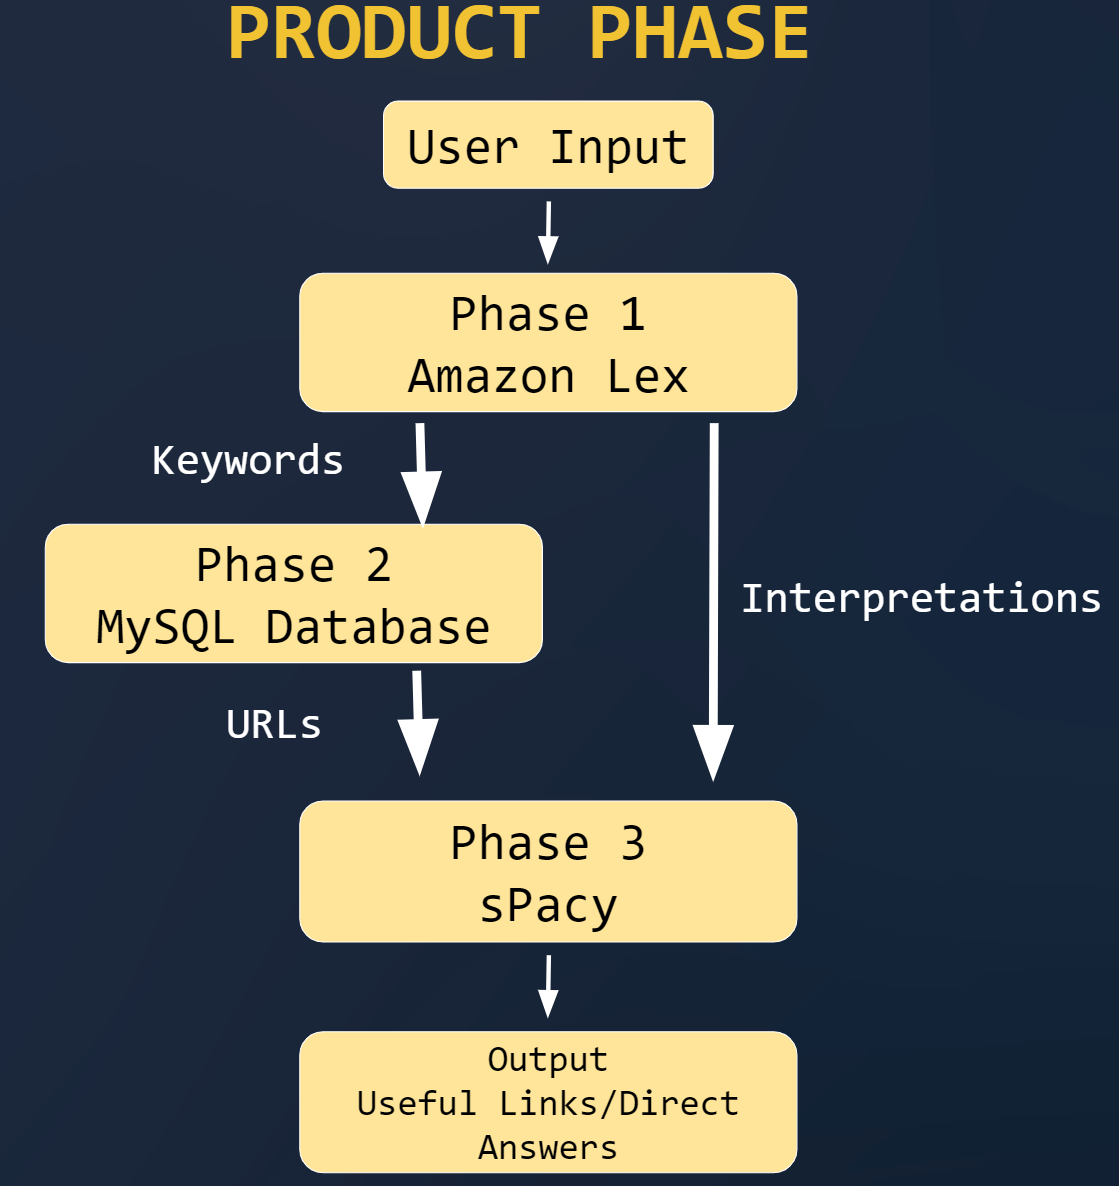 PRODUCT PHASE
User Input
Phase 1
Amazon Lex
Keywords
Phase 2
MySQL Database
Interpretations
URLs
Phase 3
sPacy
Output
Useful Links/Direct
Answers